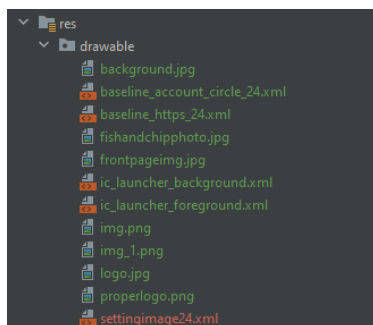 res
drawable
background.jpg
baseline_account_circle_24.xml
baseline_https_24.xml
fishandchipphoto.jpg
frontpageimg.jpg
ic_launcher_background.xml
ic_launcher_foreground.xml
img.png
img_1.png
logo.jpg
properlogo.png
settingimage24.xml